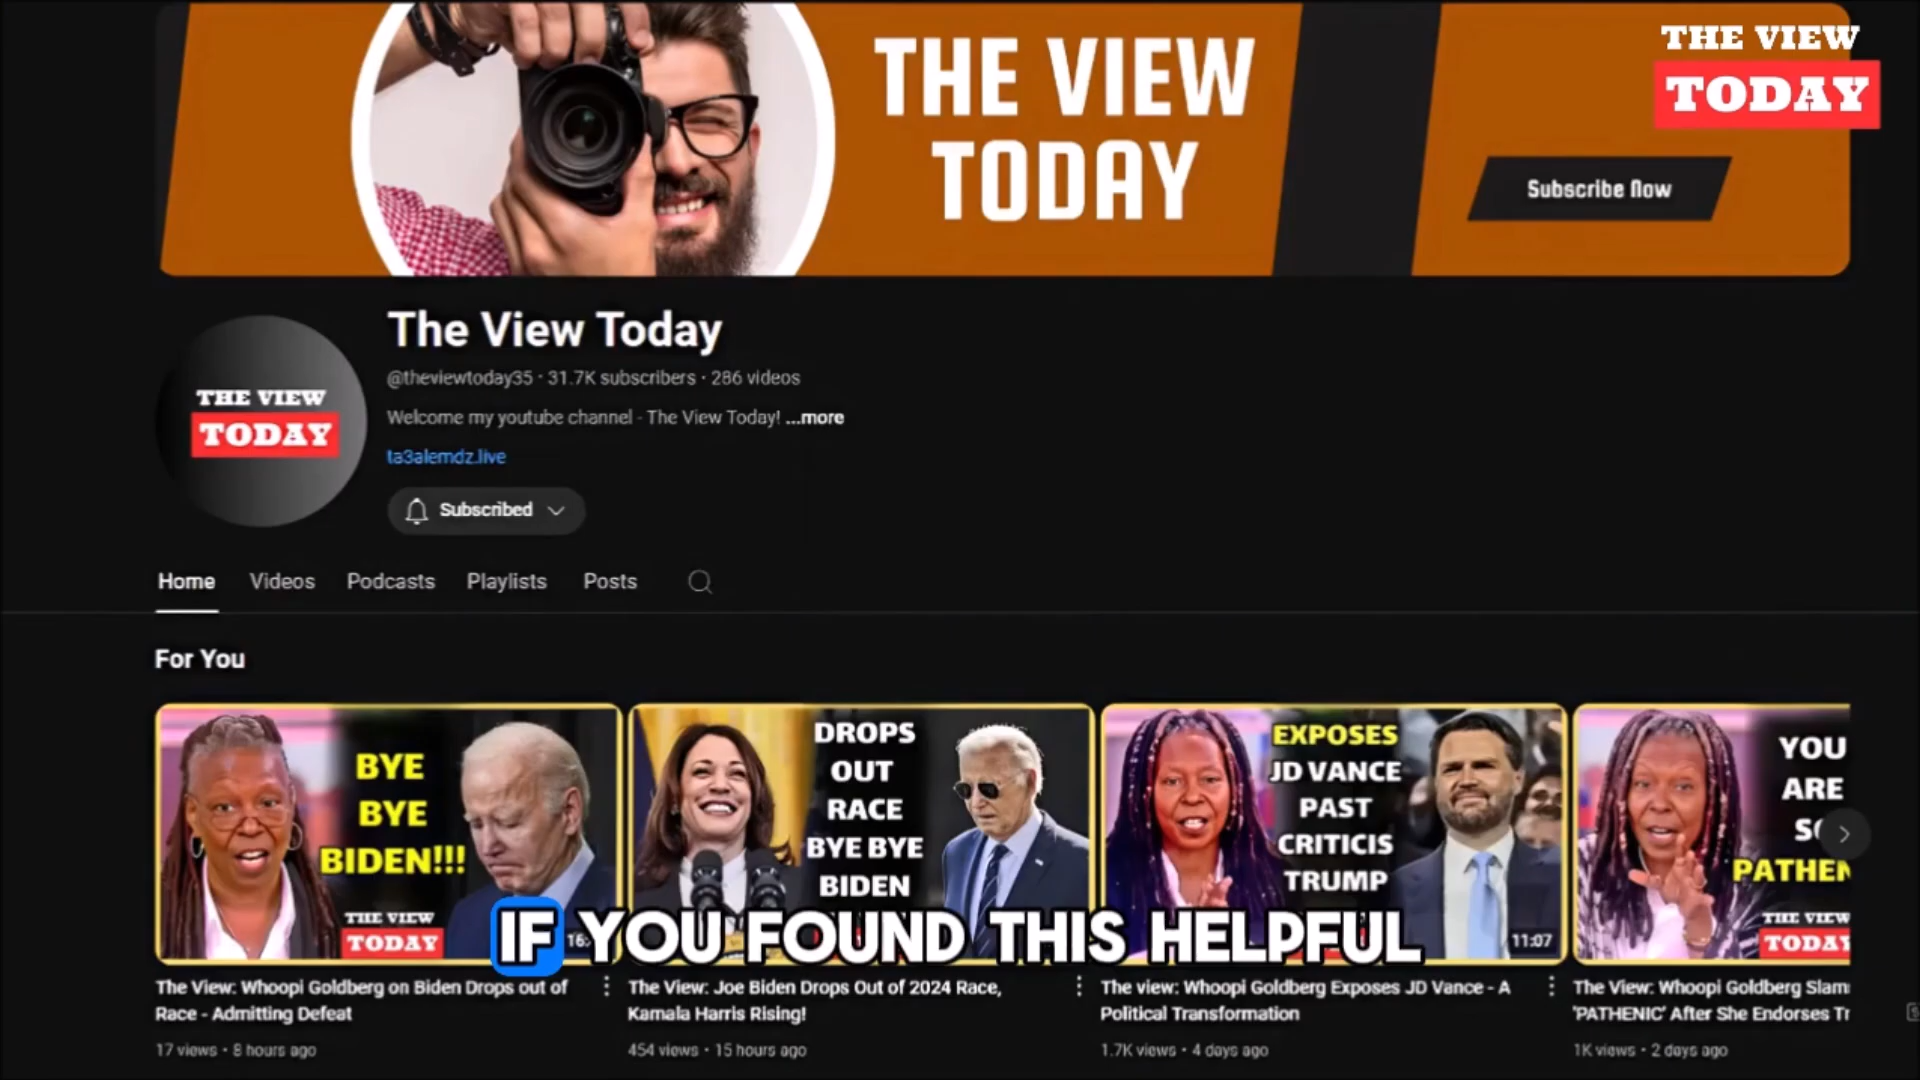 THE VIEW
TODAY
Subscribe Now
THE VIEW
TODAY
The View Today
@theviewtoday35 · 31.7K subscribers · 286 videos
Welcome my youtube channel - The View Today! ...more
ta3alemdz.live
THE VIEW
TODAY
Subscribed
Home Videos Podcasts Playlists Posts
For You
BYE
BYE
BIDEN!!!
THE VIEW
TODAY
DROPS
OUT
RACE
BYE BYE
BIDEN
EXPOSES
JD VANCE
PAST
CRITICIS
TRUMP
11:07
YOU
ARE
PATHEN
THE VIEW
TODAY
IF YOU FOUND THIS HELPFUL
The View: Whoopi Goldberg on Biden Drops out of
Race - Admitting Defeat
17 views · 8 hours ago
The View: Joe Biden Drops Out of 2024 Race,
Kamala Harris Rising!
454 views · 15 hours ago
The view: Whoopi Goldberg Exposes JD Vance - A
Political Transformation
1.7K views · 4 days ago
The View: Whoopi Goldberg Slam
'PATHENIC' After She Endorses Tr
1K views · 2 days ago